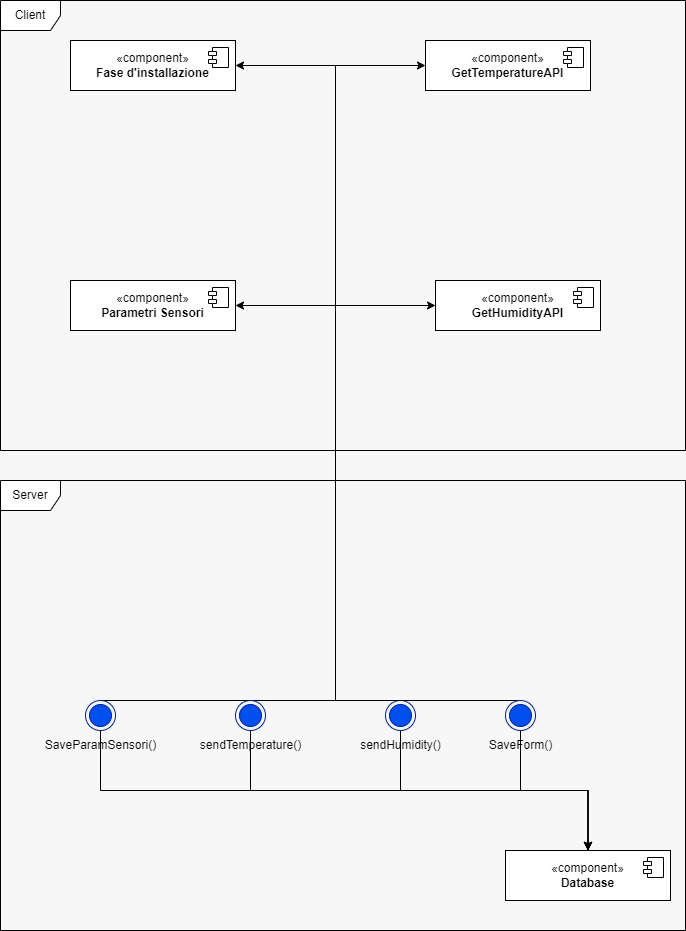 Client
«component»
Fase d'installazione
«component»
GetTemperatureAPI
«component»
Parametri Sensori
«component»
GetHumidityAPI
Server
SaveParamSensori()
sendTemperature()
sendHumidity()
SaveForm()
«component»
Database